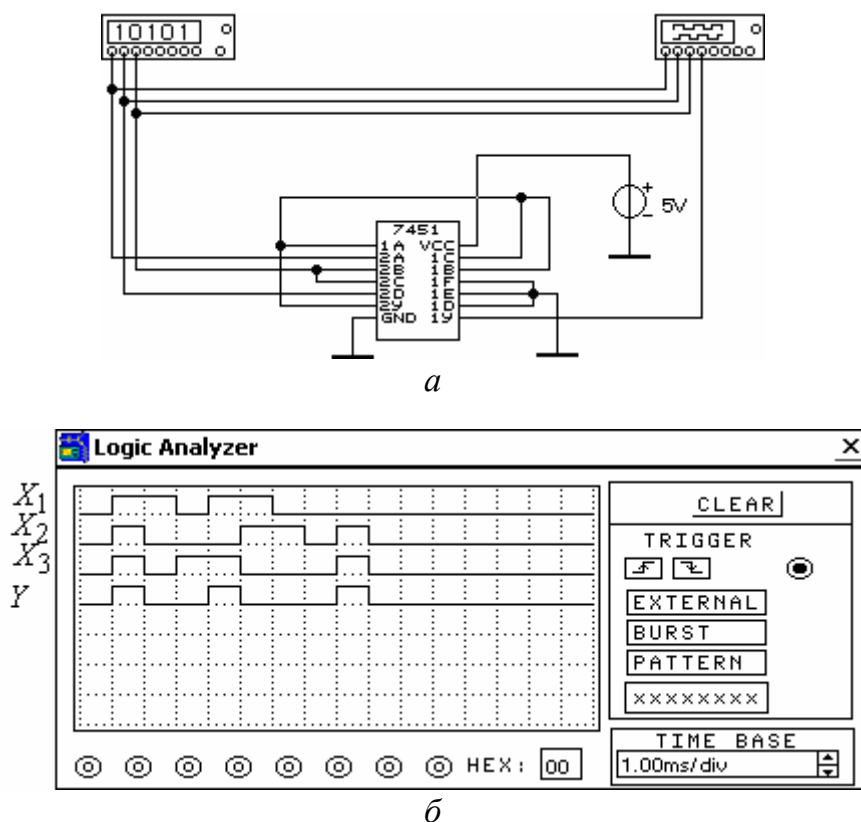 10101
5V
7451
1A VCC
2A 1C
2B 1B
2C 1F
2D 1E
2Y 1D
GND 1Y
а
Logic Analyzer
X1
X2
X3
Y
CLEAR
TRIGGER
EXTERNAL
BURST
PATTERN
xxxxxxxx
TIME BASE
1.00ms/div
HEX: 00
б